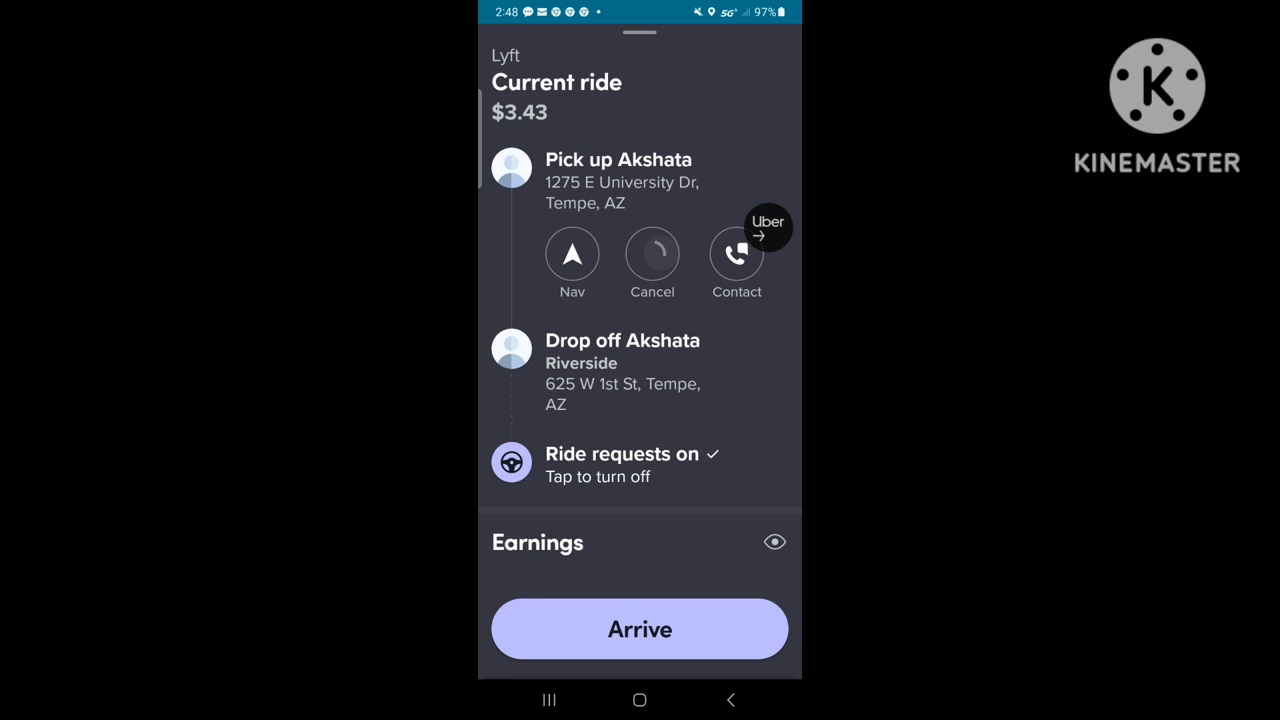 2:48
5G+
97%
Lyft
Current ride
$3.43
Pick up Akshata
1275 E University Dr,
Tempe, AZ
Uber
→
Nav
Cancel
Contact
Drop off Akshata
Riverside
625 W 1st St, Tempe,
AZ
Ride requests on ✓
Tap to turn off
Earnings
Arrive
K
KINEMASTER